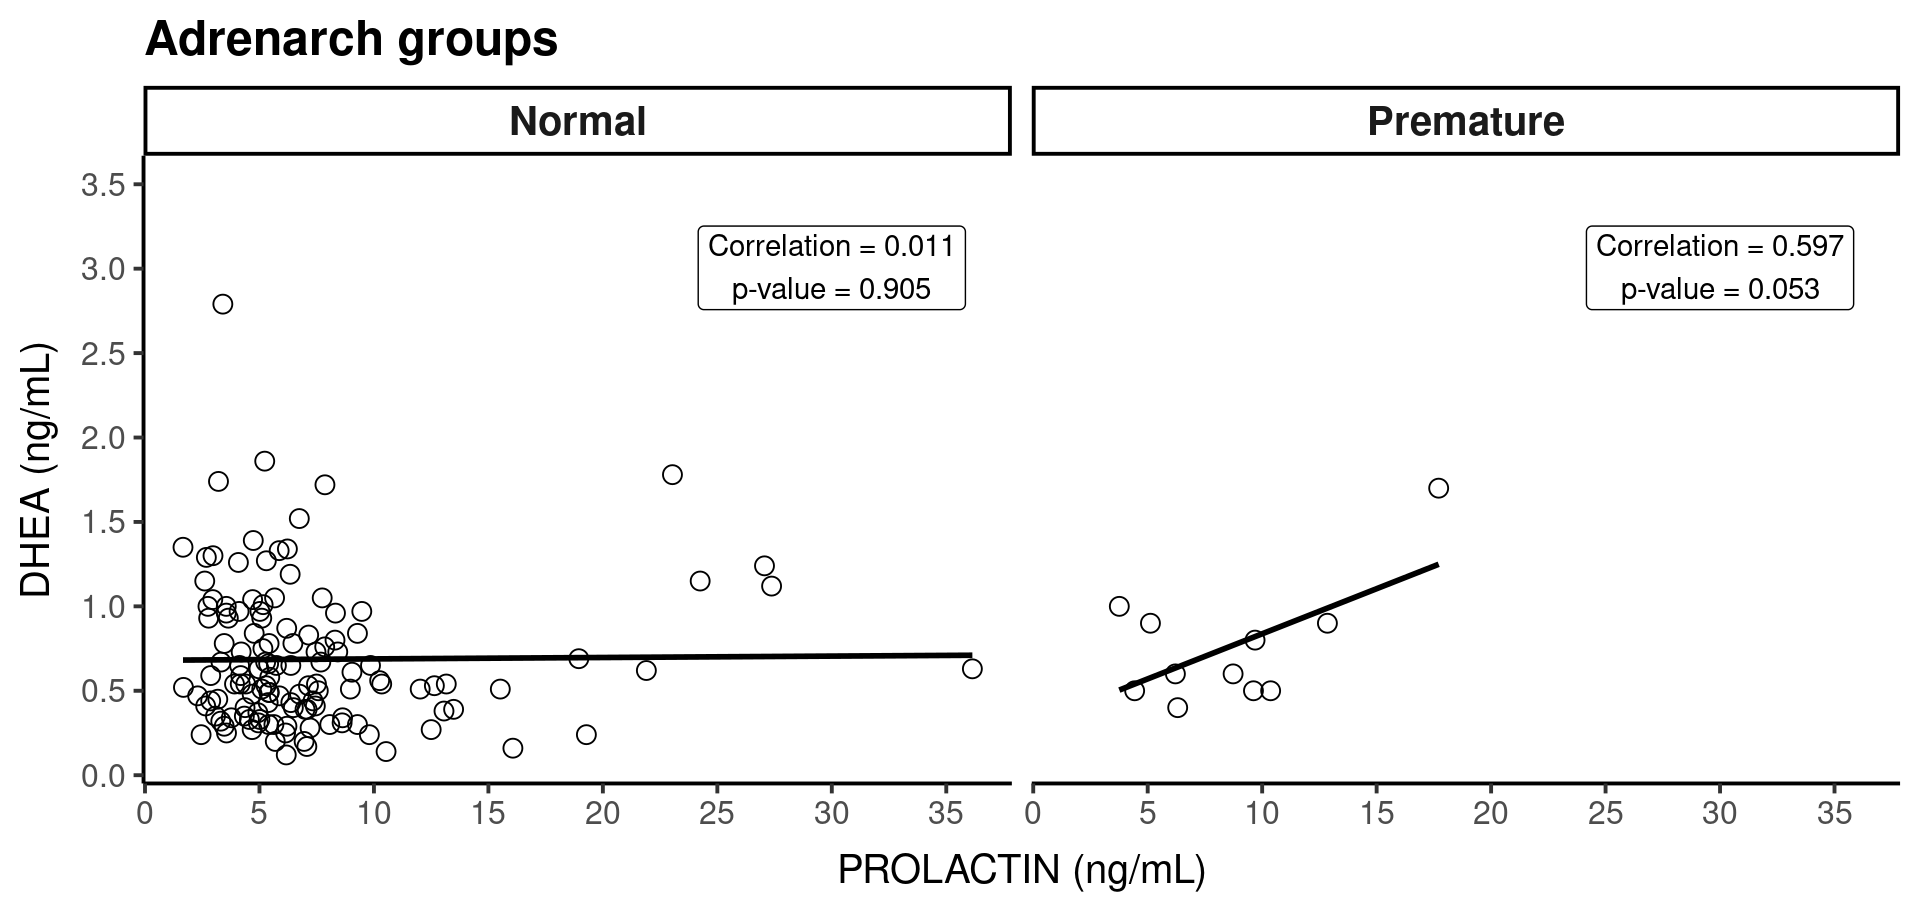 Adrenarch groups
Normal
Premature
3.5
3.0
2.5
2.0
1.5
1.0
0.5
0.0
DHEA (ng/mL)
Correlation = 0.011
p-value = 0.905
Correlation = 0.597
p-value = 0.053
0 5 10 15 20 25 30 35
0 5 10 15 20 25 30 35
PROLACTIN (ng/mL)